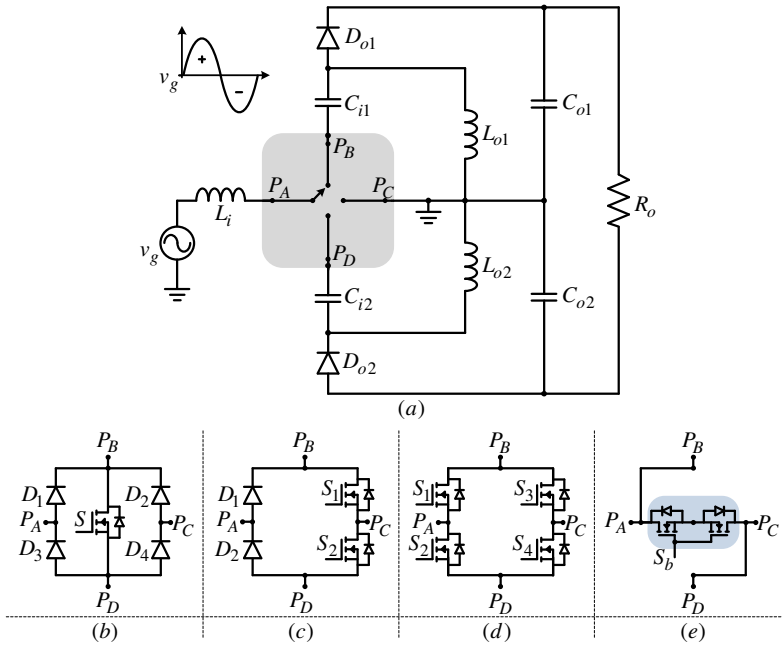 D_o1
+
v_g
-
C_i1
C_o1
L_o1
P_B
P_A
P_C
L_i
R_o
v_g
P_D
L_o2
C_i2
C_o2
D_o2
(a)
P_B P_B P_B P_B
D_1 D_2 D_1 S_1 S_1 S_3
P_A S P_C P_A P_C P_A P_C P_A P_C
D_3 D_4 D_2 S_2 S_2 S_4 S_b
P_D P_D P_D P_D
(b) (c) (d) (e)